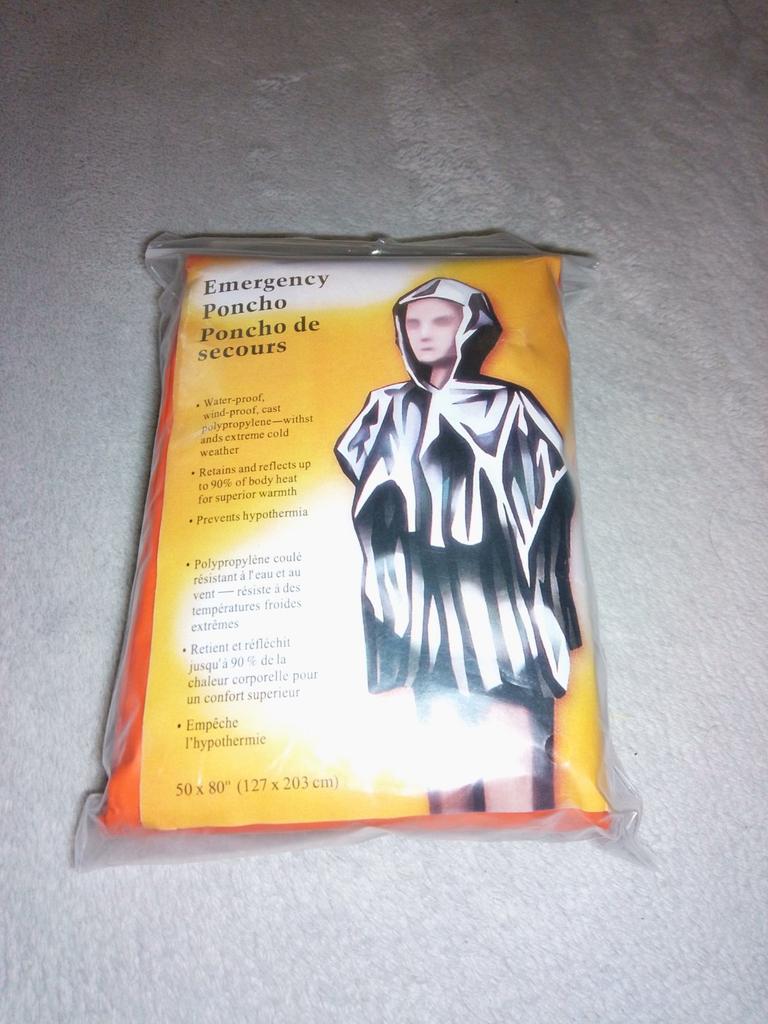 Emergency
Poncho
Poncho de
secours
• Water-proof,
wind-proof, cast
polypropylene—withst
ands extreme cold
weather
• Retains and reflects up
to 90% of body heat
for superior warmth
• Prevents hypothermia
• Polypropylène coulé
résistant à l'eau et au
vent — résiste à des
températures froides
extrêmes
• Retient et réfléchit
jusqu'à 90 % de la
chaleur corporelle pour
un confort superieur
• Empêche
l'hypothermie
50 x 80" (127 x 203 cm)